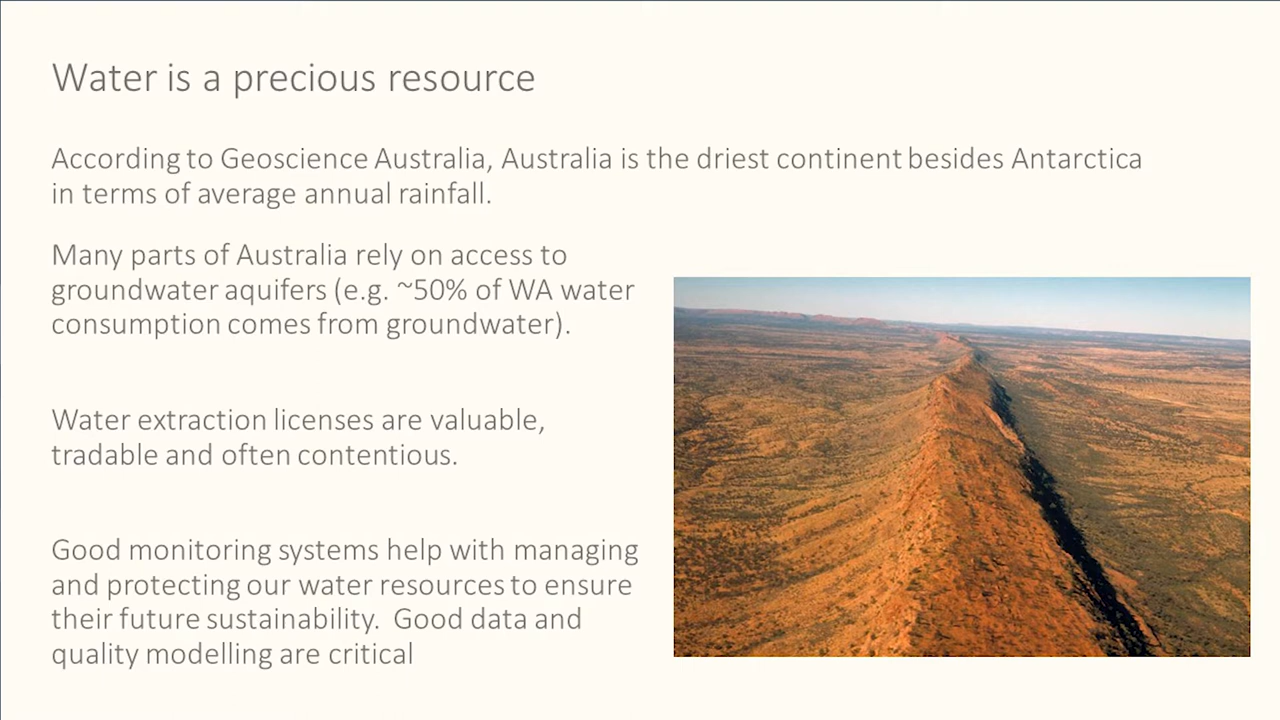 Water is a precious resource
According to Geoscience Australia, Australia is the driest continent besides Antarctica
in terms of average annual rainfall.
Many parts of Australia rely on access to
groundwater aquifers (e.g. ~50% of WA water
consumption comes from groundwater).
Water extraction licenses are valuable,
tradable and often contentious.
Good monitoring systems help with managing
and protecting our water resources to ensure
their future sustainability.  Good data and
quality modelling are critical